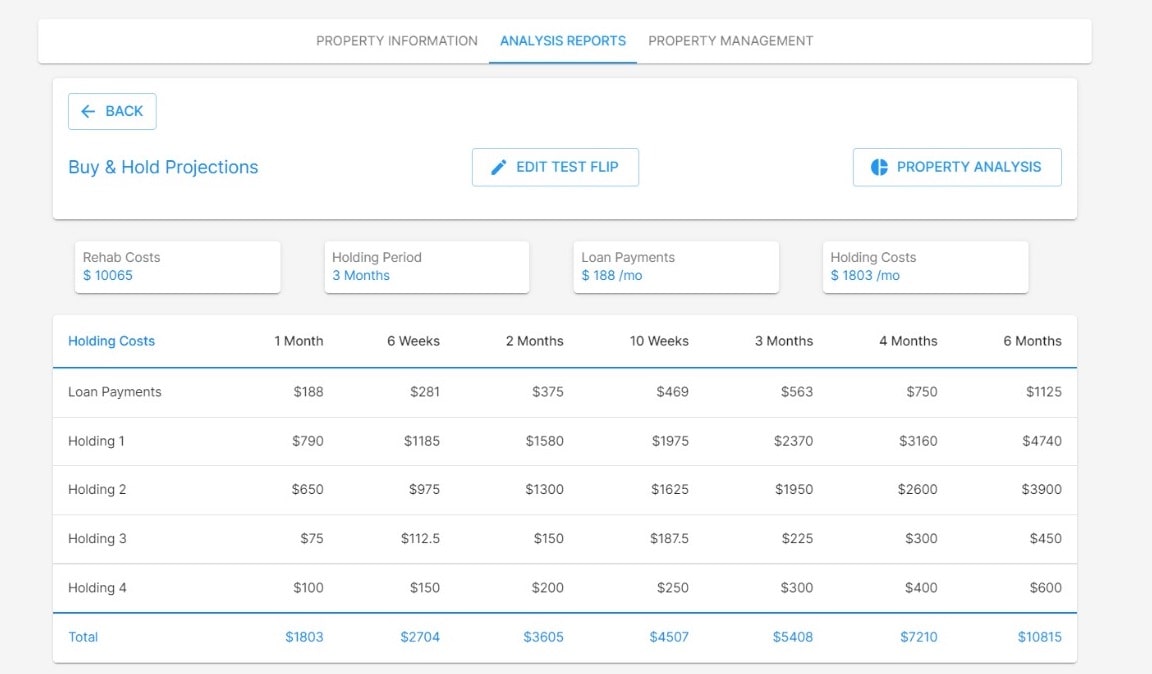 PROPERTY INFORMATION ANALYSIS REPORTS PROPERTY MANAGEMENT
BACK
Buy & Hold Projections EDIT TEST FLIP PROPERTY ANALYSIS
Rehab Costs Holding Period Loan Payments Holding Costs
$ 10065 3 Months $ 188 /mo $ 1803 /mo
Holding Costs 1 Month 6 Weeks 2 Months 10 Weeks 3 Months 4 Months 6 Months
Loan Payments $188 $281 $375 $469 $563 $750 $1125
Holding 1 $790 $1185 $1580 $1975 $2370 $3160 $4740
Holding 2 $650 $975 $1300 $1625 $1950 $2600 $3900
Holding 3 $75 $112.5 $150 $187.5 $225 $300 $450
Holding 4 $100 $150 $200 $250 $300 $400 $600
Total $1803 $2704 $3605 $4507 $5408 $7210 $10815